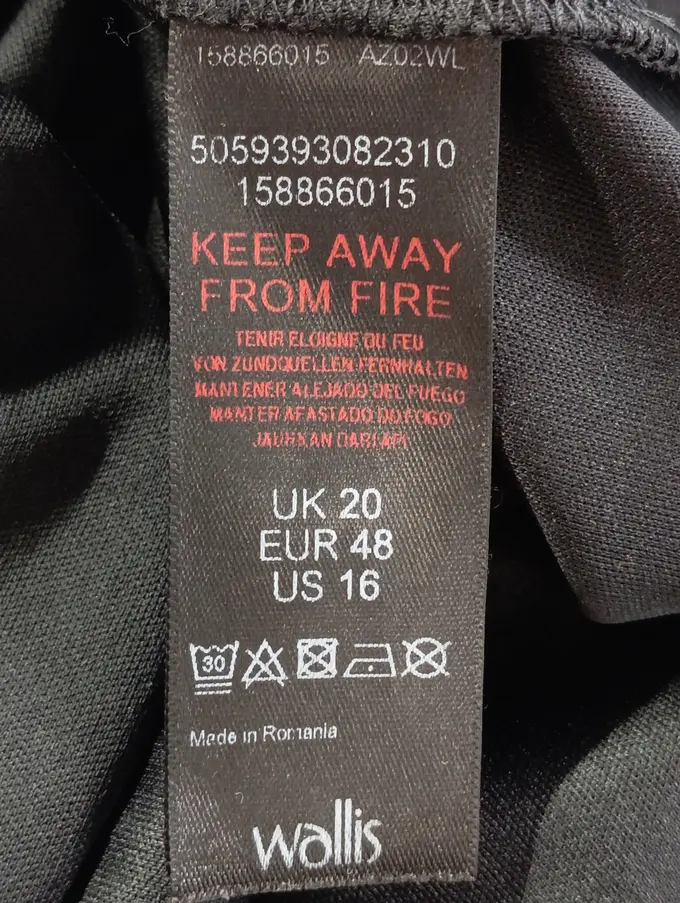 158866015 AZ02WL
5059393082310
158866015
KEEP AWAY
FROM FIRE
TENIR ELOIGNE DU FEU
VON ZUNDQUELLEN FERNHALTEN
MANTENER ALEJADO DEL FUEGO
MANTER AFASTADO DO FOGO
UK 20
EUR 48
US 16
30
Made in Romania
wallis